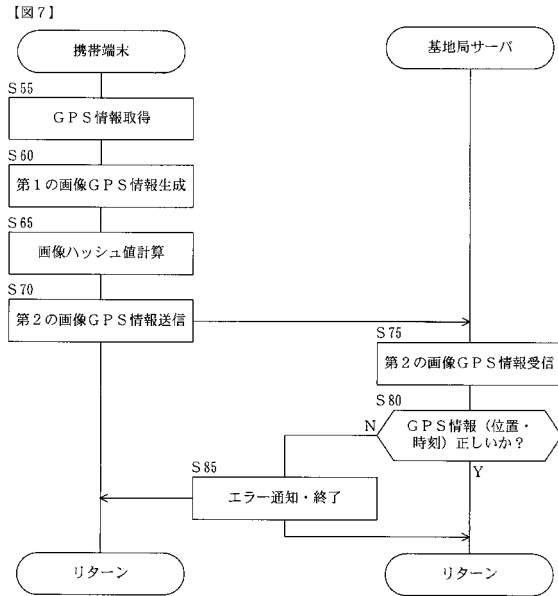 【図７】
携帯端末
基地局サーバ
Ｓ55
ＧＰＳ情報取得
Ｓ60
第１の画像ＧＰＳ情報生成
Ｓ65
画像ハッシュ値計算
Ｓ70
第２の画像ＧＰＳ情報送信
Ｓ75
第２の画像ＧＰＳ情報受信
Ｓ80
ＧＰＳ情報（位置・
時刻）正しいか？
Ｎ
Ｙ
Ｓ85
エラー通知・終了
リターン
リターン